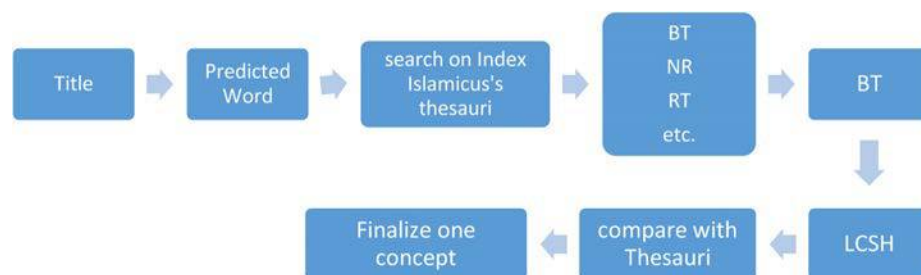 Title
Predicted
Word
search on Index
Islamicus's
thesauri
BT
NR
RT
etc.
BT
LCSH
compare with
Thesauri
Finalize one
concept